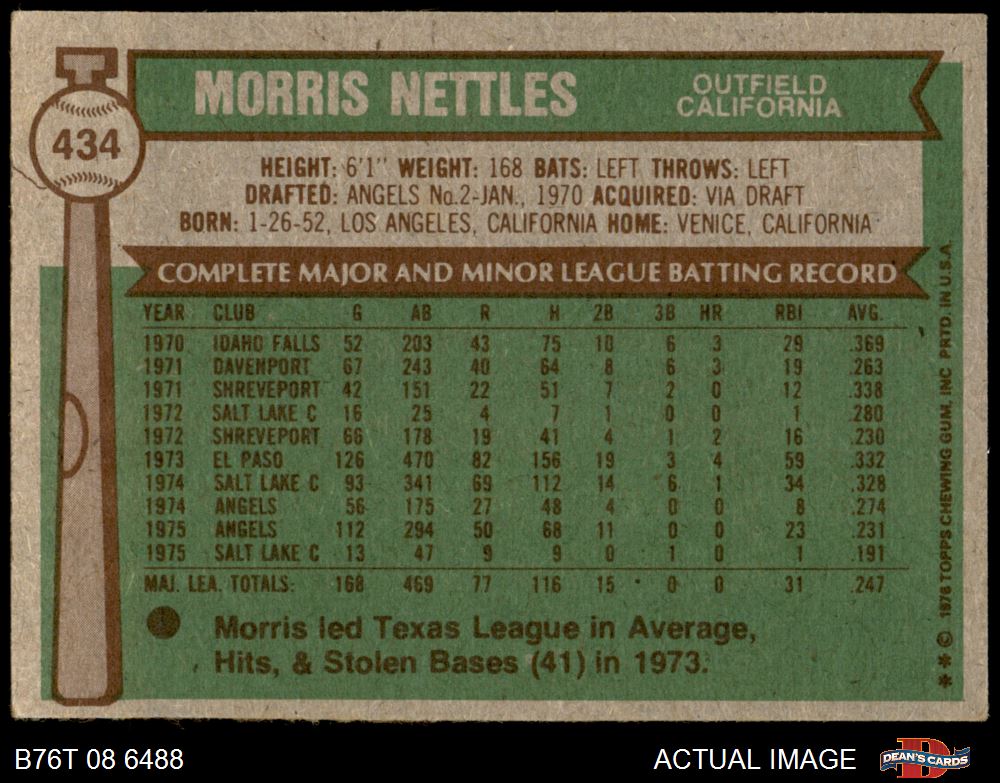 MORRIS NETTLES
OUTFIELD
CALIFORNIA
434
HEIGHT: 6'1" WEIGHT: 168 BATS: LEFT THROWS: LEFT
DRAFTED: ANGELS No.2-JAN., 1970 ACQUIRED: VIA DRAFT
BORN: 1-26-52, LOS ANGELES, CALIFORNIA HOME: VENICE, CALIFORNIA
COMPLETE MAJOR AND MINOR LEAGUE BATTING RECORD
YEAR CLUB G AB R H 2B 3B HR RBI AVG.
1970 IDAHO FALLS 52 203 43 75 10 6 3 29 .369
1971 DAVENPORT 67 243 40 64 8 6 3 19 .263
1971 SHREVEPORT 42 151 22 51 7 2 0 12 .338
1972 SALT LAKE C 16 25 4 7 1 0 0 1 .280
1972 SHREVEPORT 66 178 19 41 4 1 2 16 .230
1973 EL PASO 126 470 82 156 19 3 4 59 .332
1974 SALT LAKE C 93 341 69 112 14 6 1 34 .328
1974 ANGELS 56 175 27 48 4 0 0 8 .274
1975 ANGELS 112 294 50 68 11 0 0 23 .231
1975 SALT LAKE C 13 47 9 9 0 1 0 1 .191
MAJ. LEA. TOTALS: 168 469 77 116 15 0 0 31 .247
Morris led Texas League in Average,
Hits, & Stolen Bases (41) in 1973.
** © 1976 TOPPS CHEWING GUM, INC PRTD. IN U.S.A.
B76T 08 6488
ACTUAL IMAGE
DEAN'S CARDS